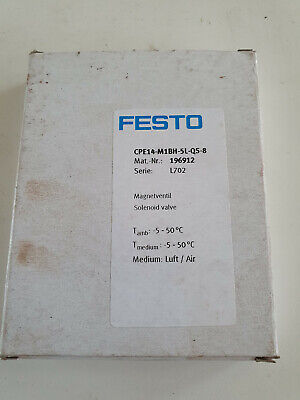 FESTO
CPE14-M1BH-5L-QS-8
Mat.-Nr.: 196912
Serie: L702
Magnetventil
Solenoid valve
Tamb: -5 - 50 °C
Tmedium: -5 - 50 °C
Medium: Luft / Air